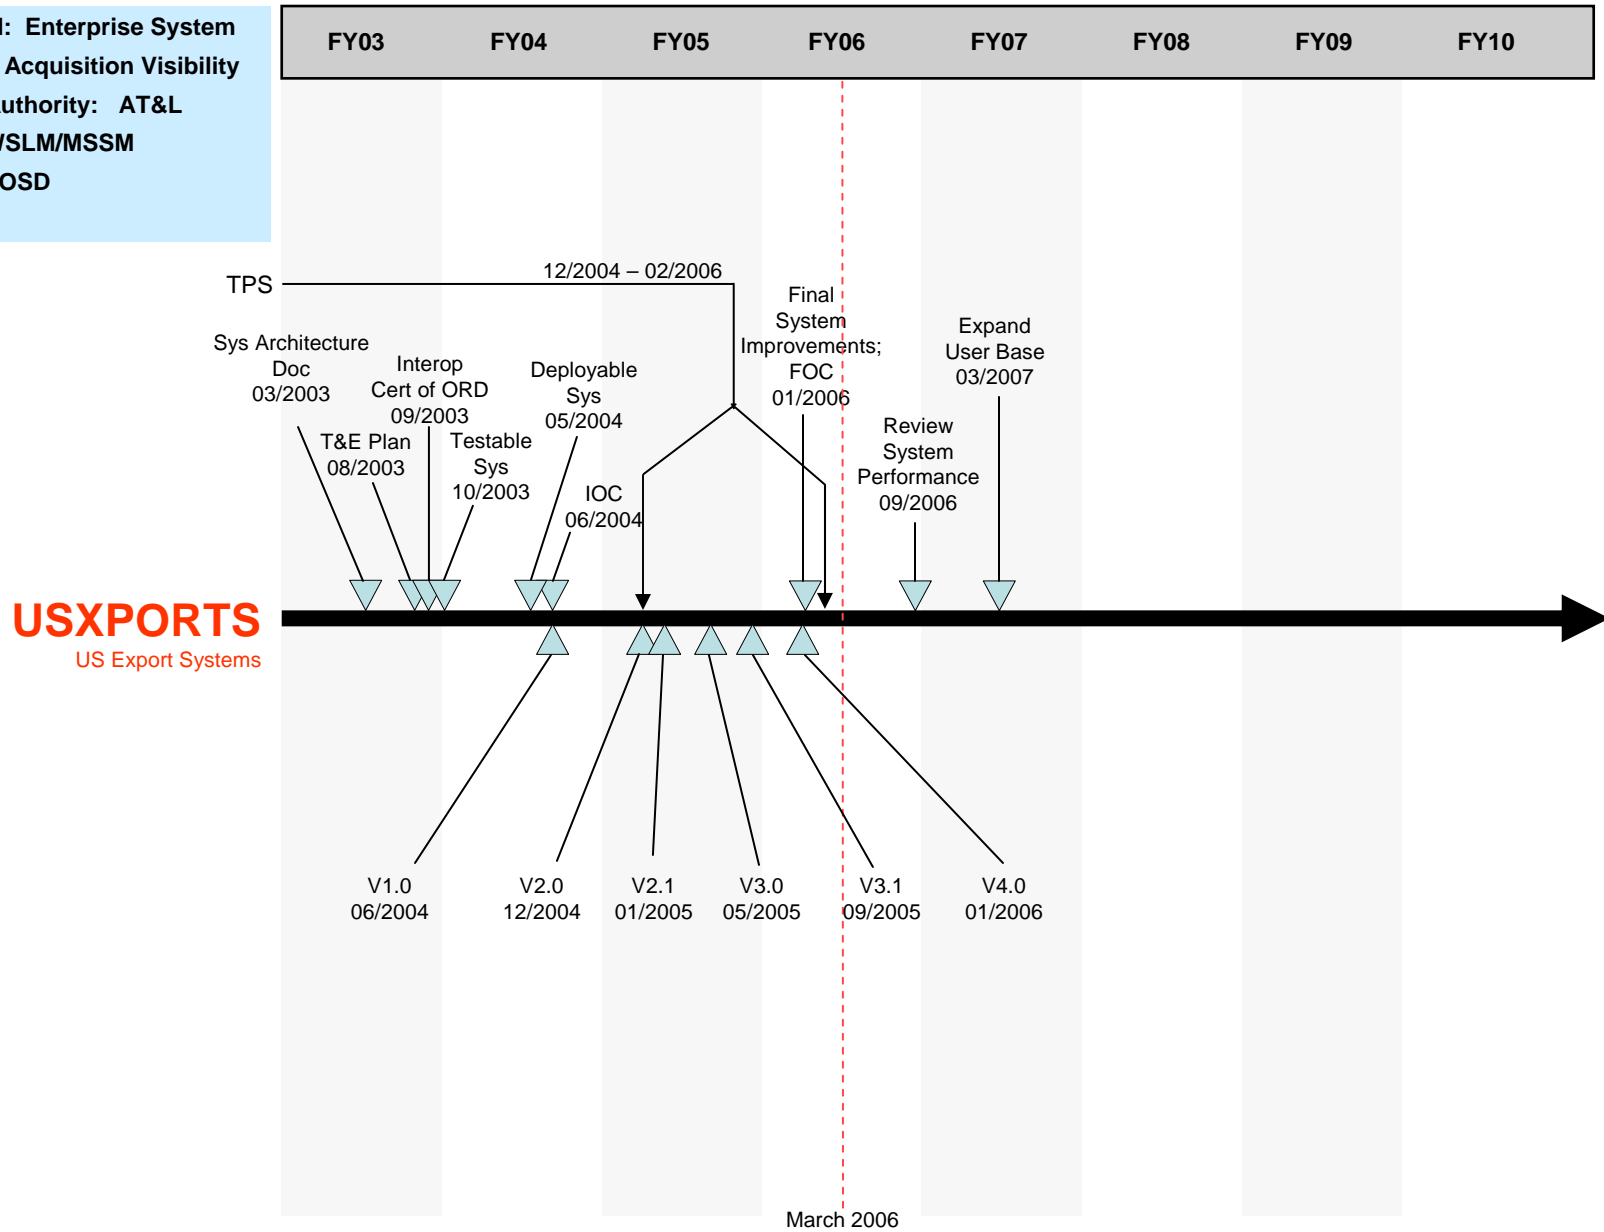 : Enterprise System
Acquisition Visibility
uthority: AT&L
WSLM/MSSM
OSD
FY03 FY04 FY05 FY06 FY07 FY08 FY09 FY10
TPS
12/2004 – 02/2006
Sys Architecture
Doc
03/2003
T&E Plan
08/2003
Interop
Cert of ORD
09/2003
Testable
Sys
10/2003
Deployable
Sys
05/2004
IOC
06/2004
Final
System
Improvements;
FOC
01/2006
Review
System
Performance
09/2006
Expand
User Base
03/2007
USXPORTS
US Export Systems
V1.0
06/2004
V2.0
12/2004
V2.1
01/2005
V3.0
05/2005
V3.1
09/2005
V4.0
01/2006
March 2006